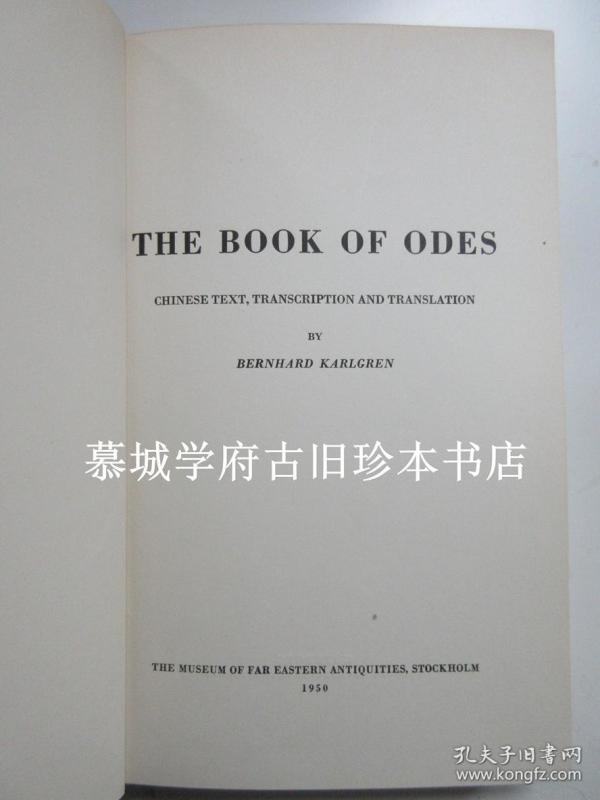 THE BOOK OF ODES
CHINESE TEXT, TRANSCRIPTION AND TRANSLATION
BY
BERNHARD KARLGREN
慕城学府古旧珍本书店
THE MUSEUM OF FAR EASTERN ANTIQUITIES, STOCKHOLM
1950
孔夫子旧书网
www.kongfz.com